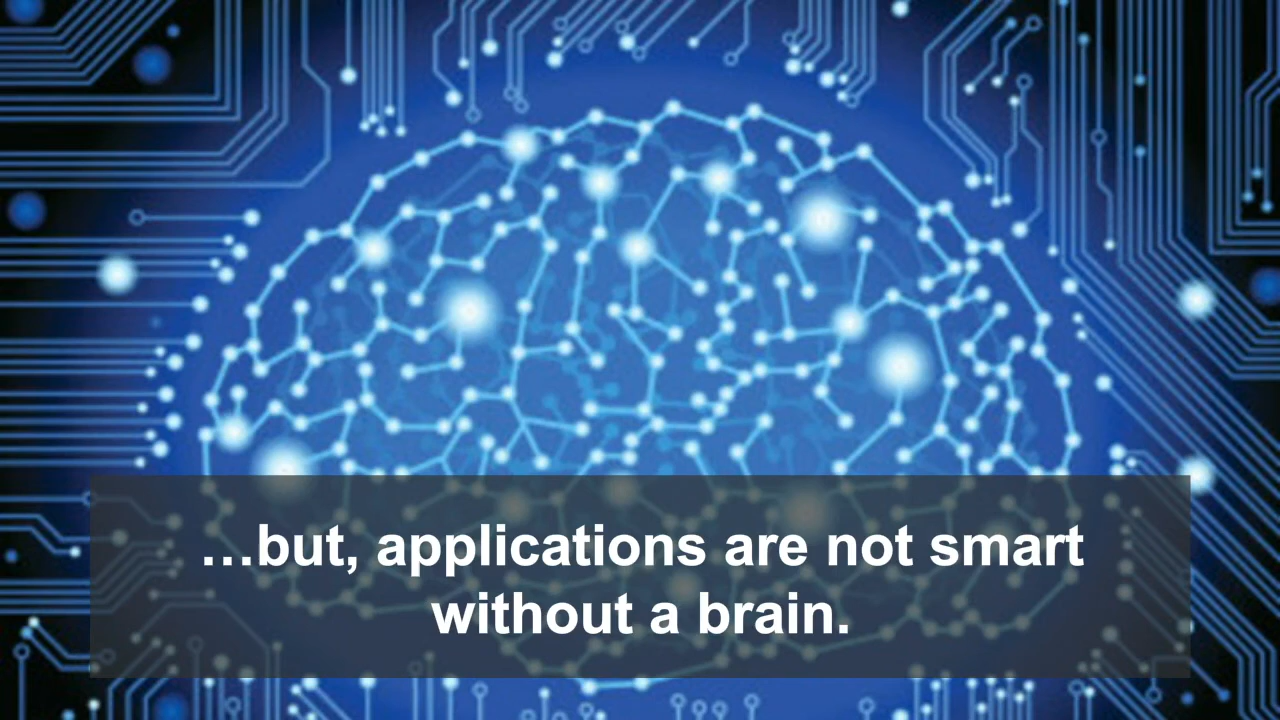 …but, applications are not smart
without a brain.